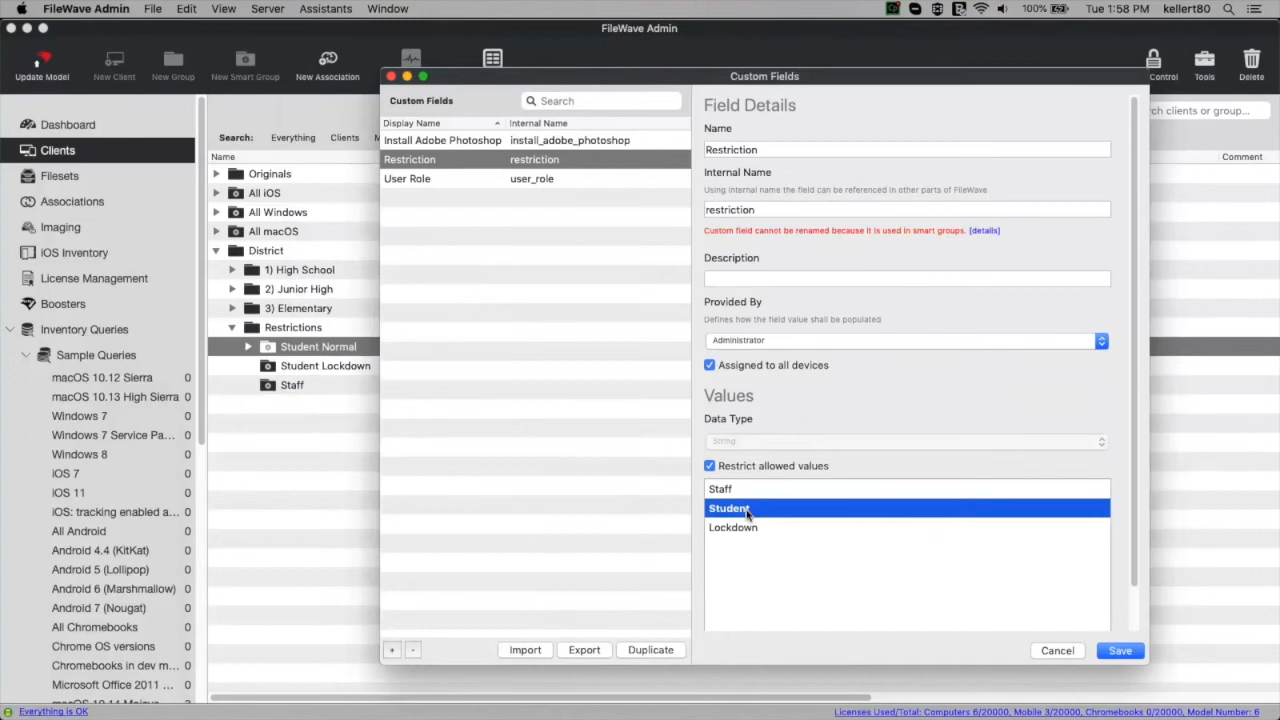 FileWave Admin File Edit View Server Assistants Window 100% Tue 1:58 PM kellert80
FileWave Admin
Update Model New Client New Group New Smart Group New Association Control Tools Delete
Custom Fields
Dashboard
Clients
Filesets
Associations
Imaging
iOS Inventory
License Management
Boosters
Inventory Queries
Sample Queries
macOS 10.12 Sierra 0
macOS 10.13 High Sierra 0
Windows 7 0
Windows 7 Service Pa... 0
Windows 8 0
iOS 7 0
iOS 11 0
iOS: tracking enabled a... 0
All Android 0
Android 4.4 (KitKat) 0
Android 5 (Lollipop) 0
Android 6 (Marshmallow) 0
Android 7 (Nougat) 0
All Chromebooks 0
Chrome OS versions 0
Chromebooks in dev m... 0
Microsoft Office 2011 ... 0
Search: Everything Clients
Name
Originals
All iOS
All Windows
All macOS
District
1) High School
2) Junior High
3) Elementary
Restrictions
Student Normal
Student Lockdown
Staff
Custom Fields Search
Display Name Internal Name
Install Adobe Photoshop install_adobe_photoshop
Restriction restriction
User Role user_role
Import Export Duplicate
Field Details
Name
Restriction
Internal Name
Using internal name the field can be referenced in other parts of FileWave
restriction
Custom field cannot be renamed because it is used in smart groups. [details]
Description
Provided By
Defines how the field value shall be populated
Administrator
Assigned to all devices
Values
Data Type
String
Restrict allowed values
Staff
Student
Lockdown
Cancel Save
clients or group...
Comment
Everything is OK
Licenses Used/Total: Computers 6/20000, Mobile 3/20000, Chromebooks 0/20000, Model Number: 6